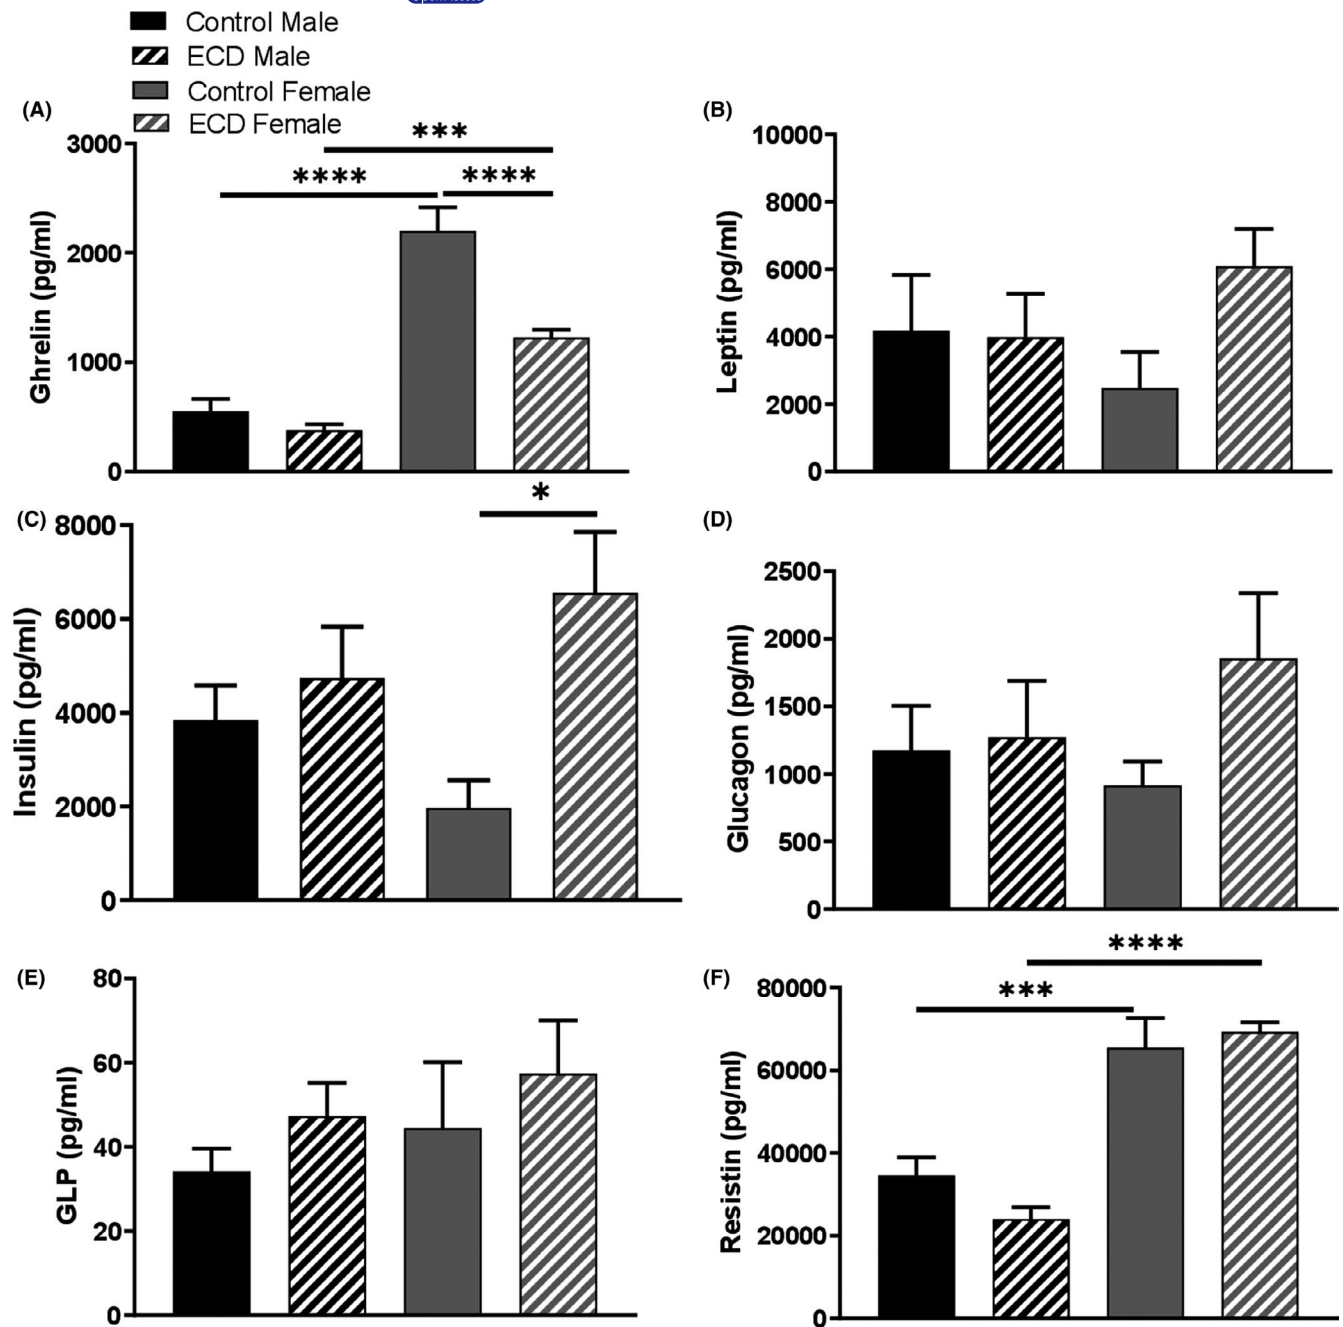 Control Male
ECD Male
Control Female
ECD Female
(A)
3000
2000
1000
0
Ghrelin (pg/ml)
***
****
****
(B)
10000
8000
6000
4000
2000
0
Leptin (pg/ml)
(C)
8000
6000
4000
2000
0
Insulin (pg/ml)
*
(D)
2500
2000
1500
1000
500
0
Glucagon (pg/ml)
(E)
80
60
40
20
0
GLP (pg/ml)
(F)
80000
60000
40000
20000
0
Resistin (pg/ml)
****
***